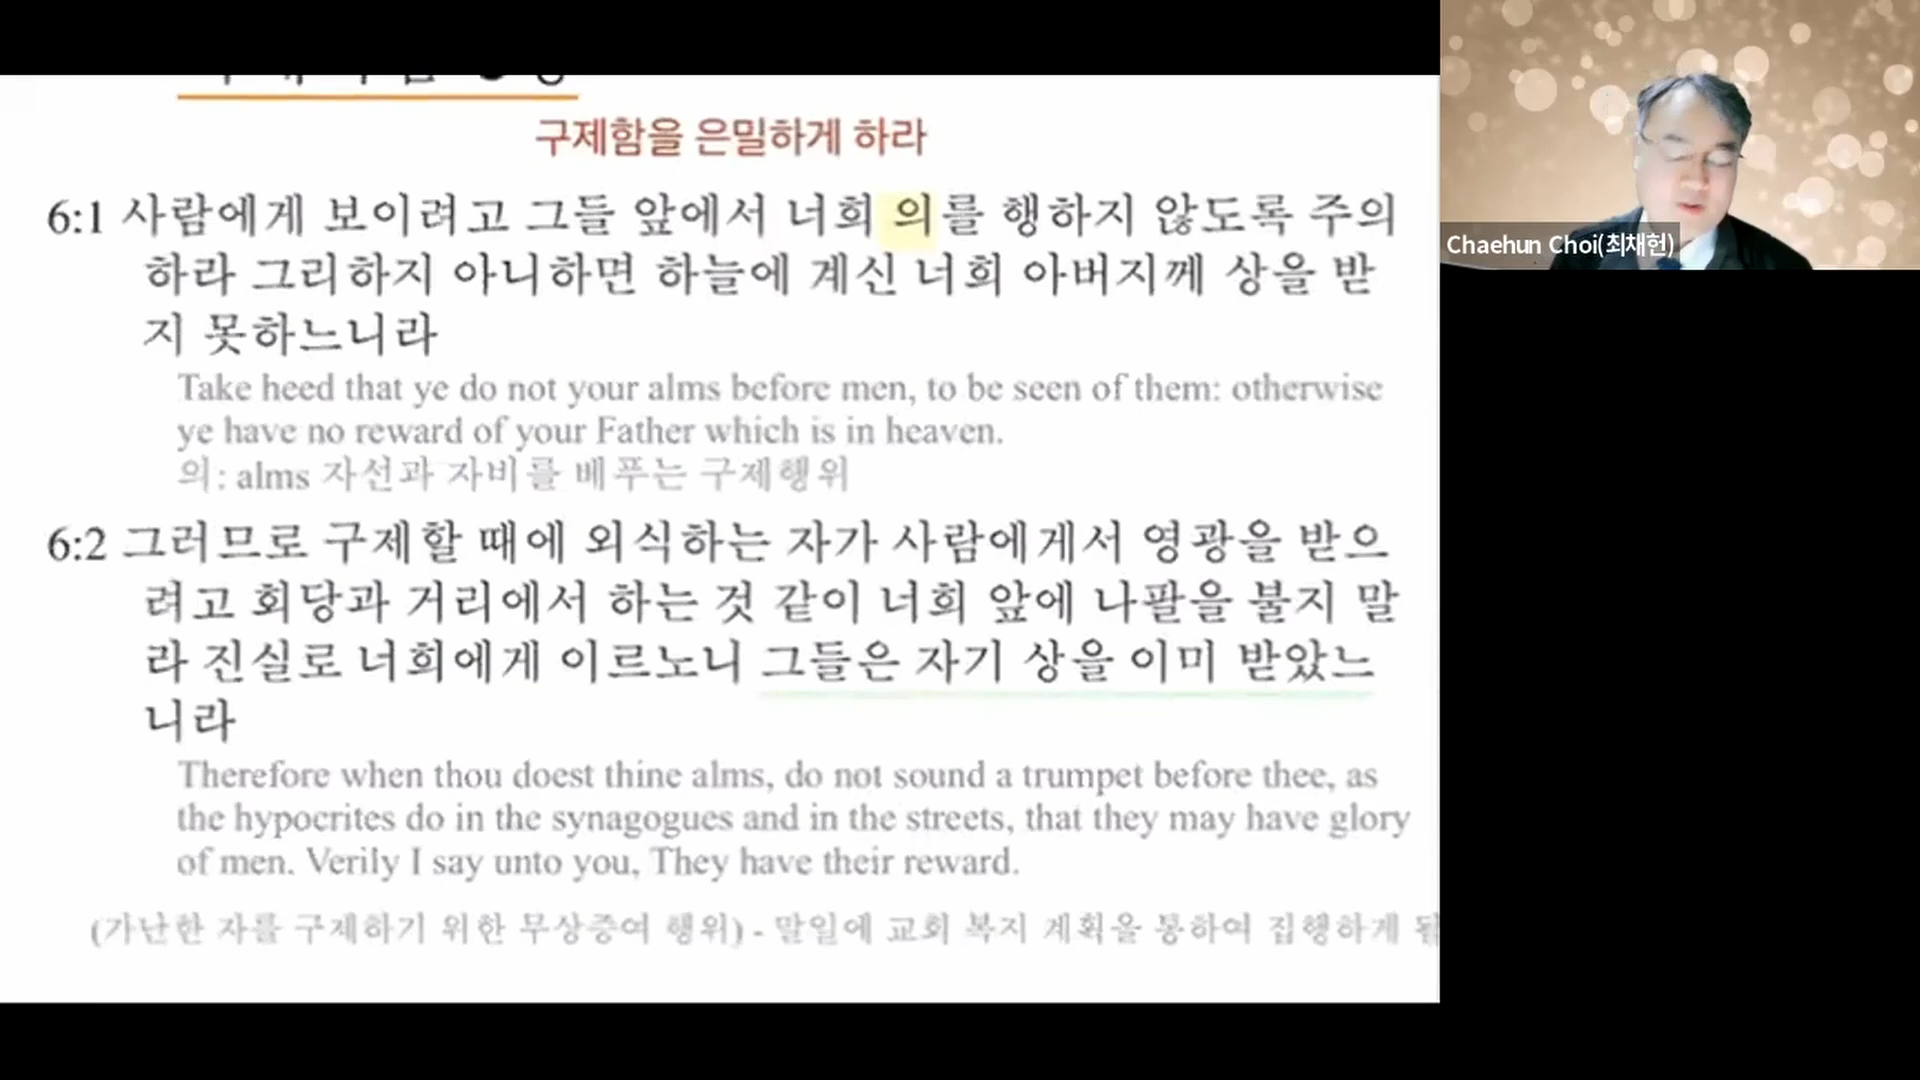 구제함을 은밀하게 하라
6:1 사람에게 보이려고 그들 앞에서 너희 의를 행하지 않도록 주의
하라 그리하지 아니하면 하늘에 계신 너희 아버지께 상을 받
지 못하느니라
Take heed that ye do not your alms before men, to be seen of them: otherwise
ye have no reward of your Father which is in heaven.
의: alms 자선과 자비를 베푸는 구제행위
6:2 그러므로 구제할 때에 외식하는 자가 사람에게서 영광을 받으
려고 회당과 거리에서 하는 것 같이 너희 앞에 나팔을 불지 말
라 진실로 너희에게 이르노니 그들은 자기 상을 이미 받았느
니라
Therefore when thou doest thine alms, do not sound a trumpet before thee, as
the hypocrites do in the synagogues and in the streets, that they may have glory
of men. Verily I say unto you, They have their reward.
(가난한 자를 구제하기 위한 무상증여 행위) - 말일에 교회 복지 계획을 통하여 집행하게
Chaehun Choi(최채헌)